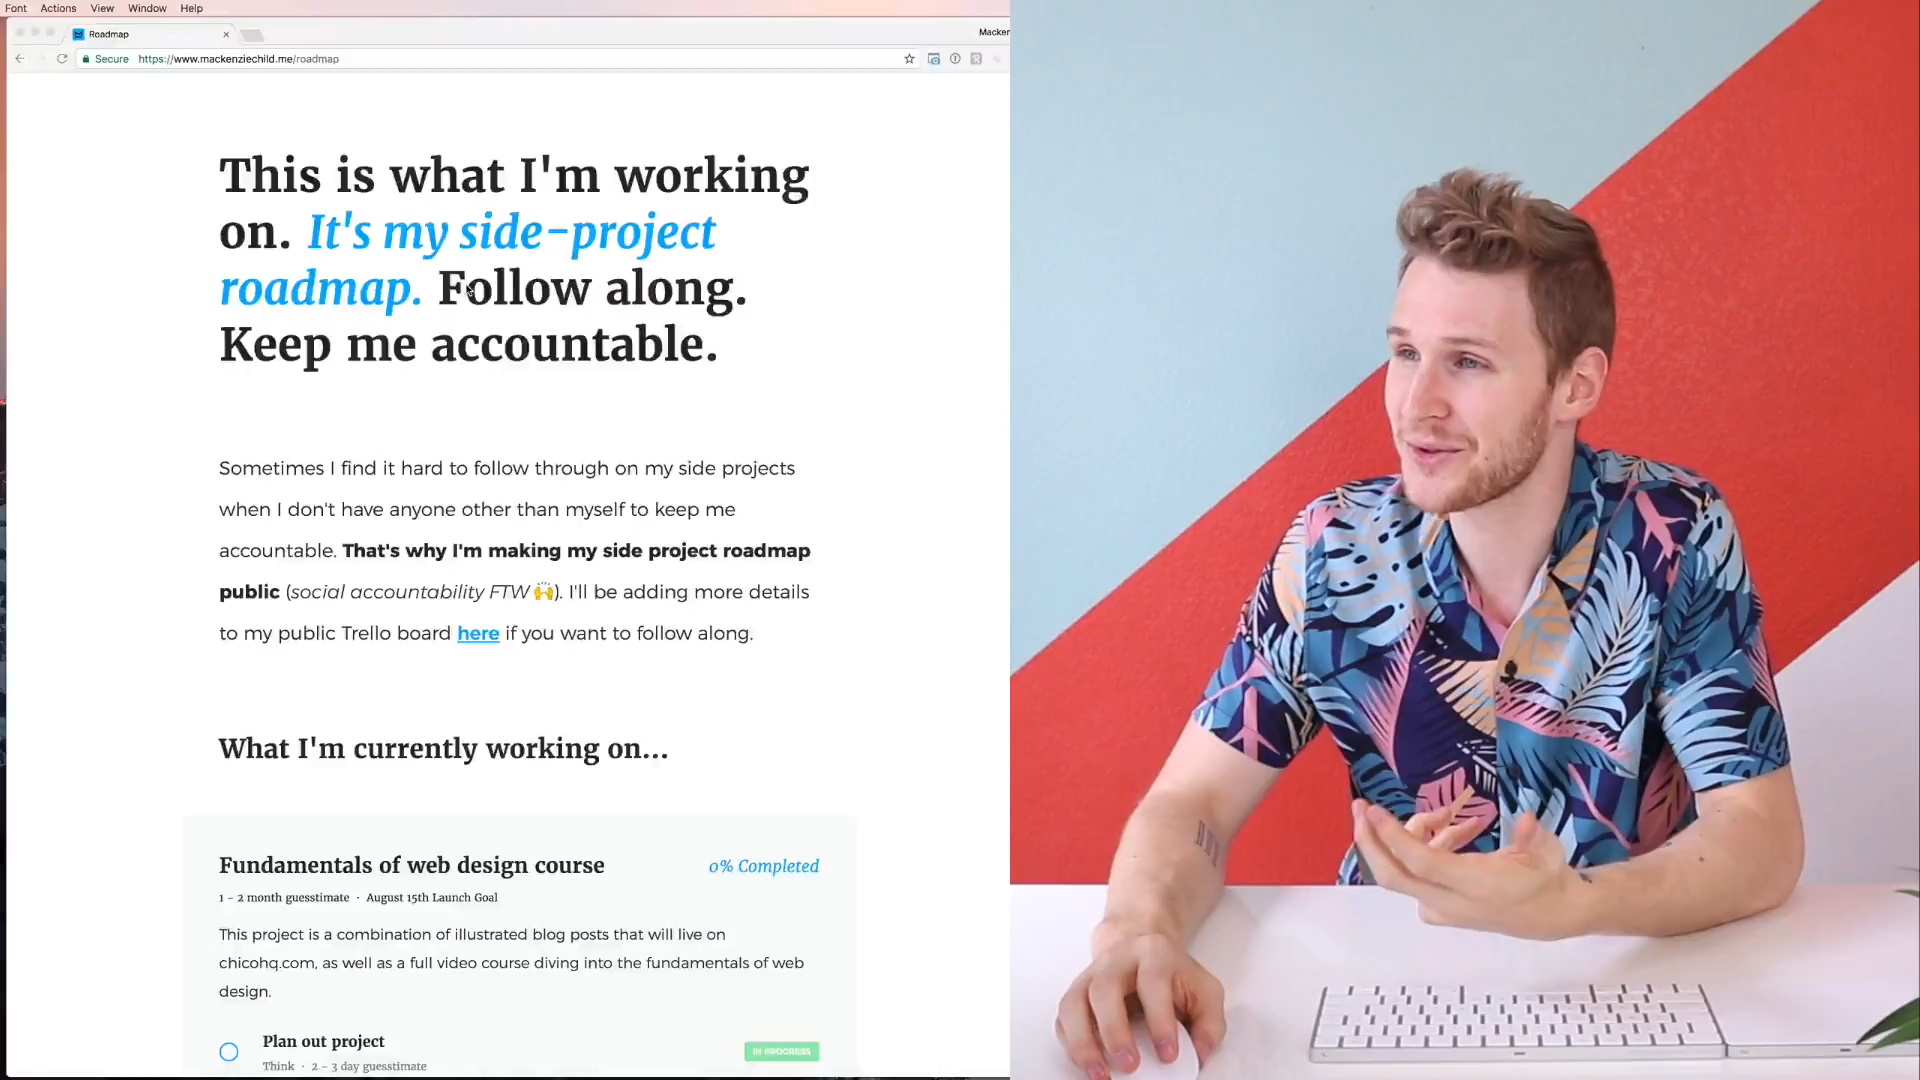 Font Actions View Window Help
Roadmap
Macken
Secure https://www.mackenziechild.me/roadmap
This is what I'm working
on. It's my side-project
roadmap. Follow along.
Keep me accountable.
Sometimes I find it hard to follow through on my side projects
when I don't have anyone other than myself to keep me
accountable. That's why I'm making my side project roadmap
public (social accountability FTW 🙌). I'll be adding more details
to my public Trello board here if you want to follow along.
What I'm currently working on...
Fundamentals of web design course
0% Completed
1 - 2 month guesstimate · August 15th Launch Goal
This project is a combination of illustrated blog posts that will live on
chicohq.com, as well as a full video course diving into the fundamentals of web
design.
Plan out project
IN PROGRESS
Think · 2 - 3 day guesstimate